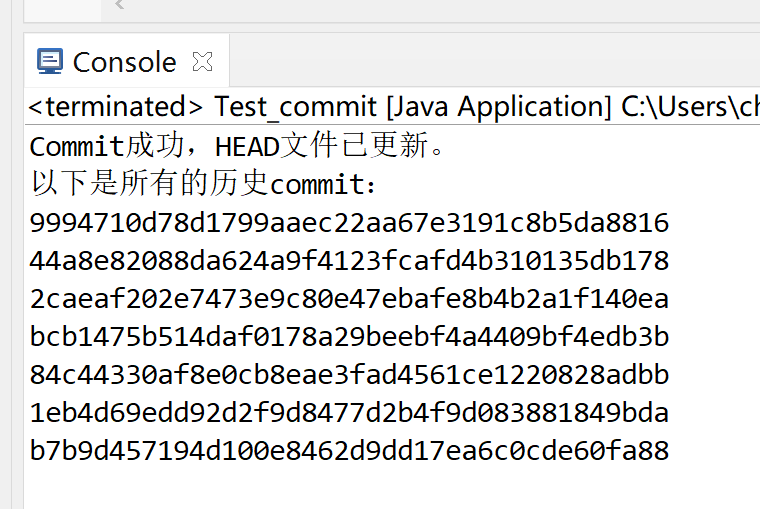 Console
<terminated> Test_commit [Java Application] C:\Users\ch
Commit成功，HEAD文件已更新。
以下是所有的历史commit：
9994710d78d1799aaec22aa67e3191c8b5da8816
44a8e82088da624a9f4123fcafd4b310135db178
2caeaf202e7473e9c80e47ebafe8b4b2a1f140ea
bcb1475b514daf0178a29beebf4a4409bf4edb3b
84c44330af8e0cb8eae3fad4561ce1220828adbb
1eb4d69edd92d2f9d8477d2b4f9d083881849bda
b7b9d457194d100e8462d9dd17ea6c0cde60fa88